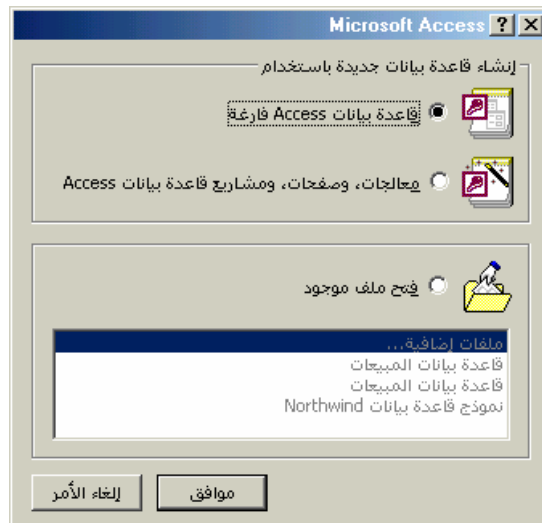 Microsoft Access
إنشاء قاعدة بيانات جديدة باستخدام
قاعدة بيانات Access فارغة
معالجات، وصفحات، ومشاريع قاعدة بيانات Access
فتح ملف موجود
ملفات إضافية...
قاعدة بيانات المبيعات
قاعدة بيانات المبيعات
نموذج قاعدة بيانات Northwind
موافق
إلغاء الأمر